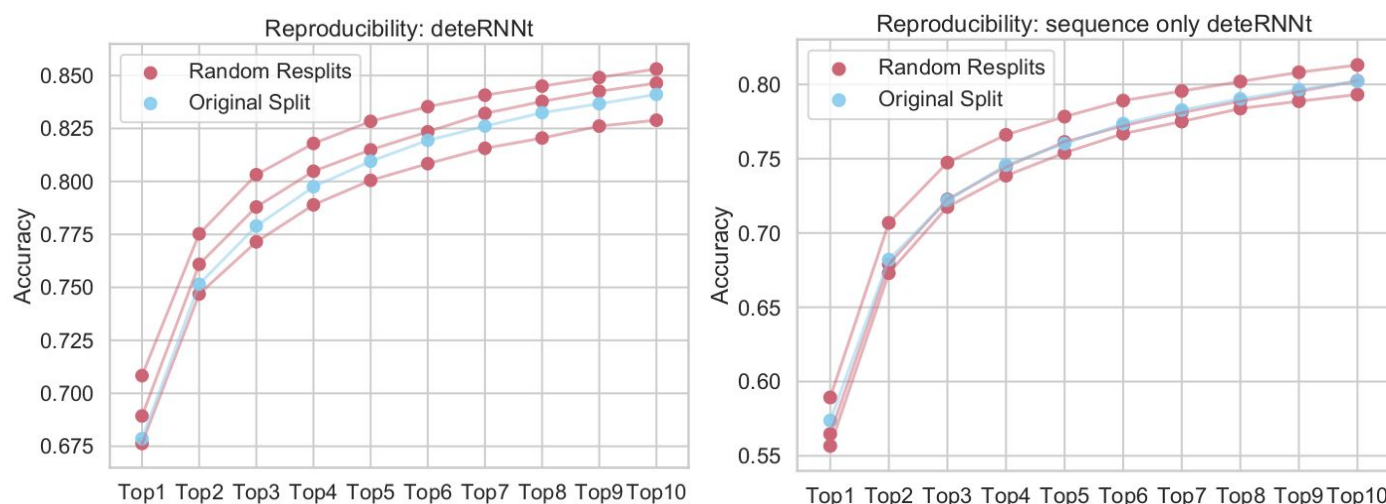 Reproducibility: deteRNNt
Random Resplits
Original Split
0.850
0.825
0.800
0.775
0.750
0.725
0.700
0.675
Accuracy
Top1 Top2 Top3 Top4 Top5 Top6 Top7 Top8 Top9 Top10
Reproducibility: sequence only deteRNNt
Random Resplits
Original Split
0.80
0.75
0.70
0.65
0.60
0.55
Accuracy
Top1 Top2 Top3 Top4 Top5 Top6 Top7 Top8 Top9 Top10